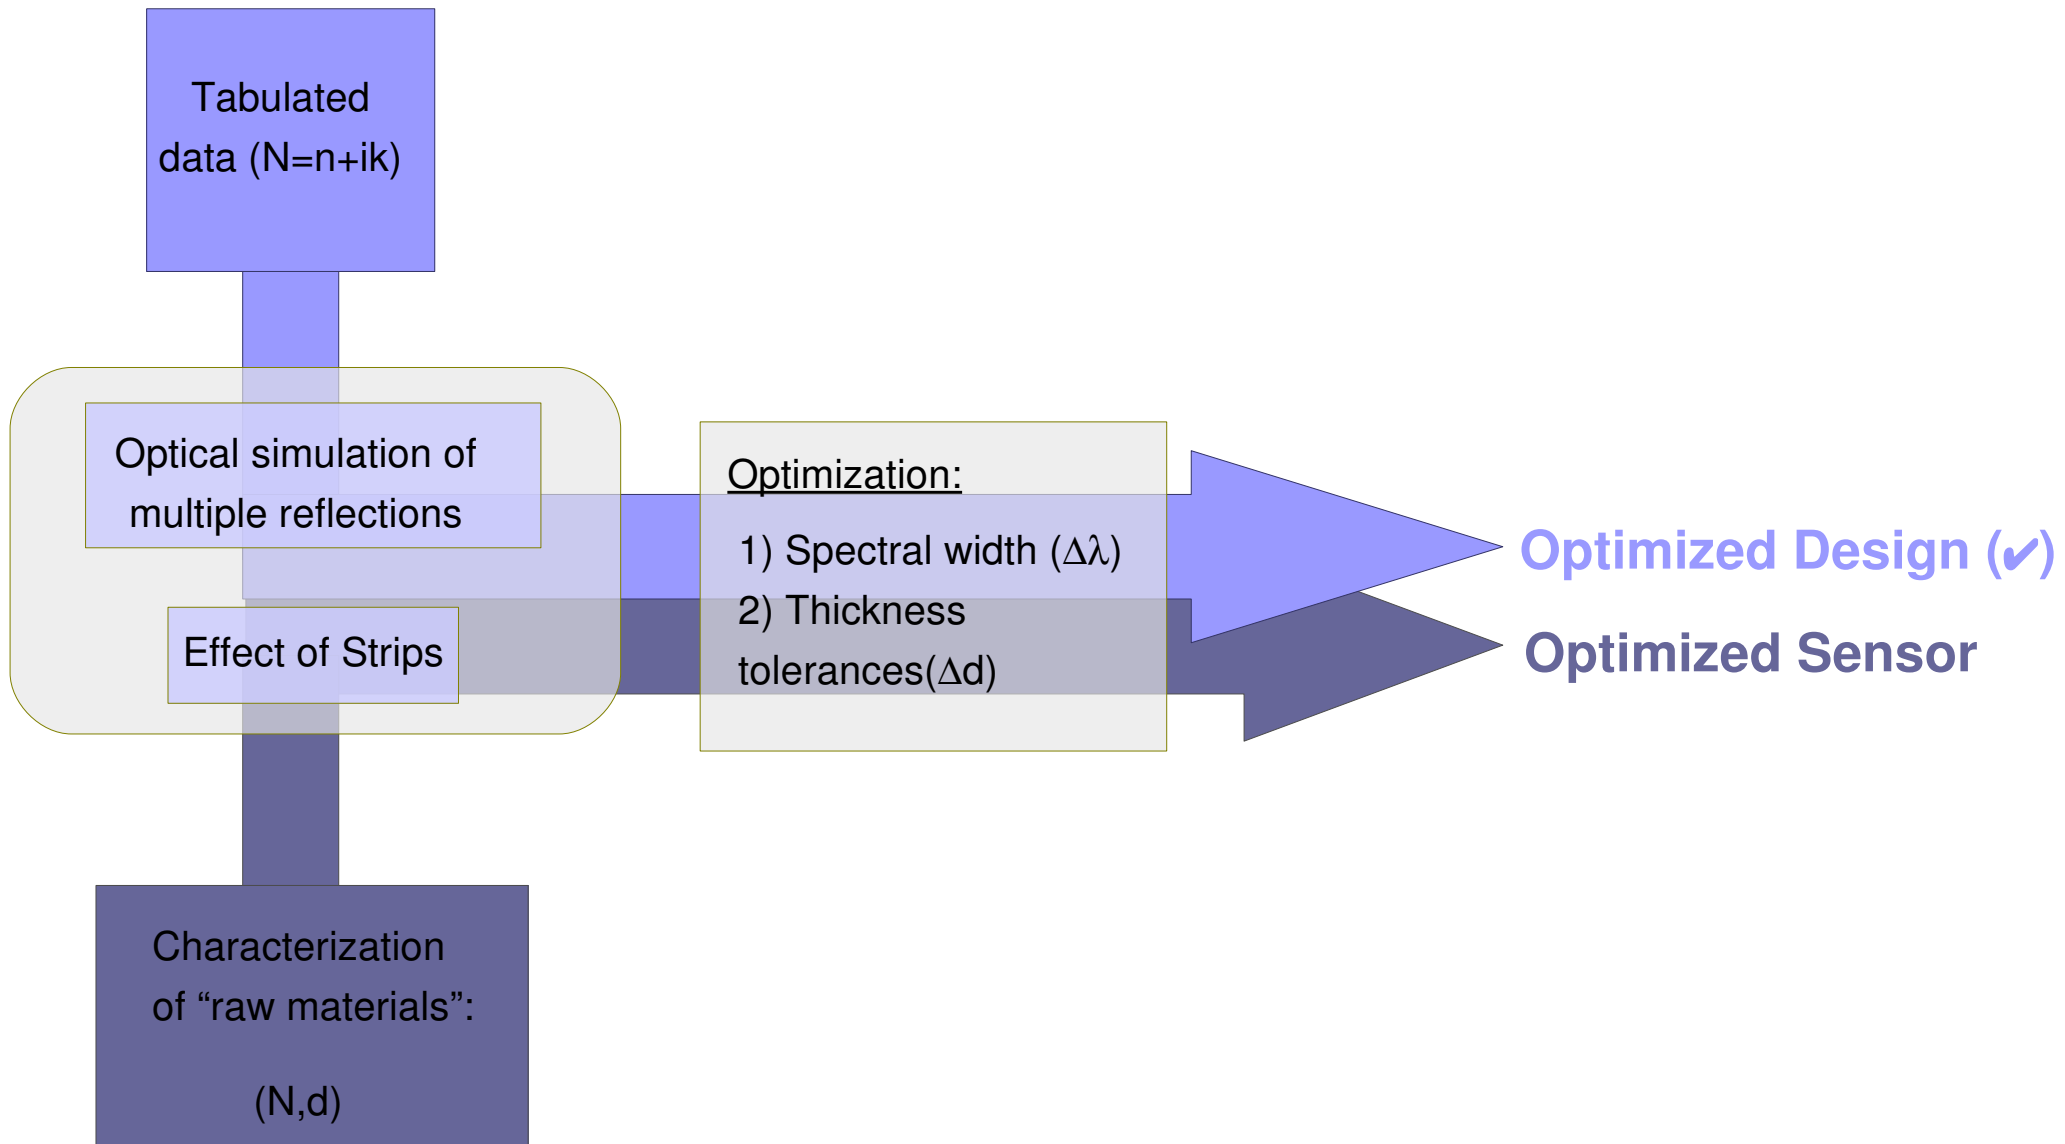 Tabulated
data (N=n+ik)
Optical simulation of
multiple reflections
Effect of Strips
Optimization:
1) Spectral width (Δλ)
2) Thickness
tolerances(Δd)
Optimized Design (✔)
Optimized Sensor
Characterization
of “raw materials”:
(N,d)